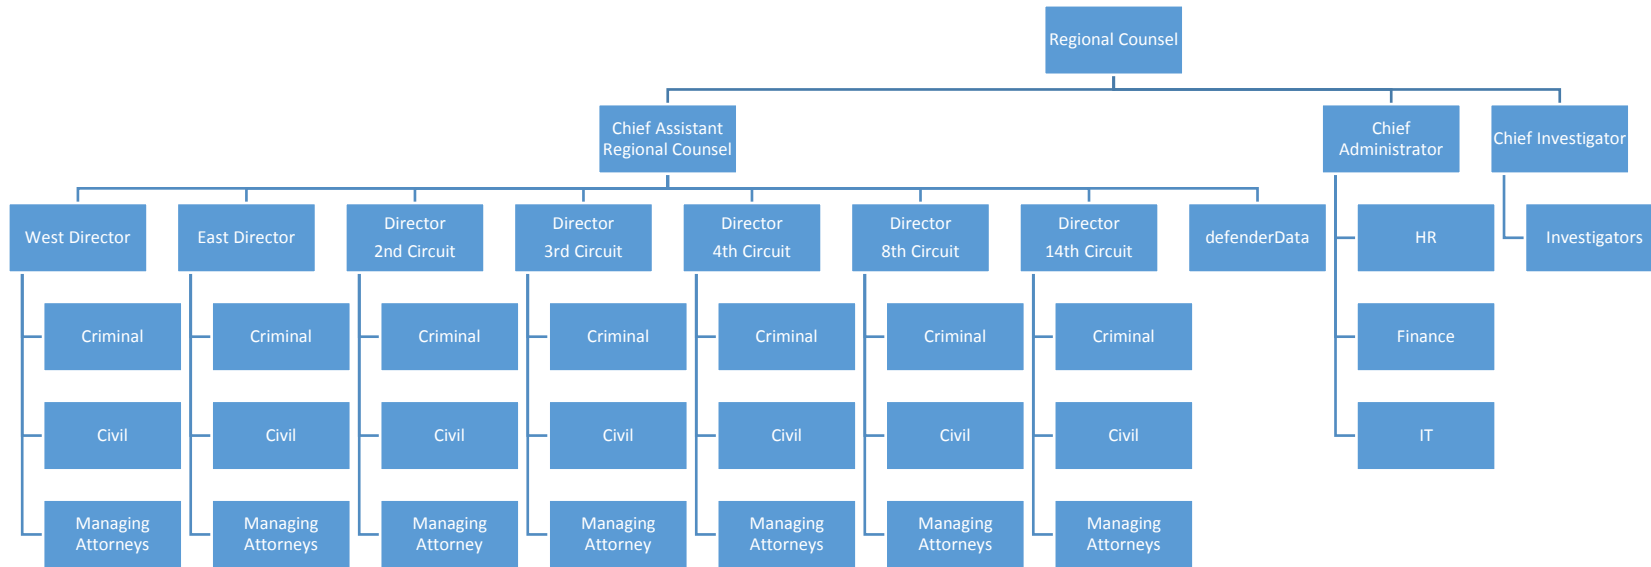 Regional Counsel
Chief Assistant
Regional Counsel
Chief
Administrator
Chief Investigator
West Director
East Director
Director
2nd Circuit
Director
3rd Circuit
Director
4th Circuit
Director
8th Circuit
Director
14th Circuit
defenderData
HR
Investigators
Criminal
Criminal
Criminal
Criminal
Criminal
Criminal
Criminal
Finance
Civil
Civil
Civil
Civil
Civil
Civil
Civil
IT
Managing
Attorneys
Managing
Attorneys
Managing
Attorney
Managing
Attorney
Managing
Attorneys
Managing
Attorneys
Managing
Attorneys